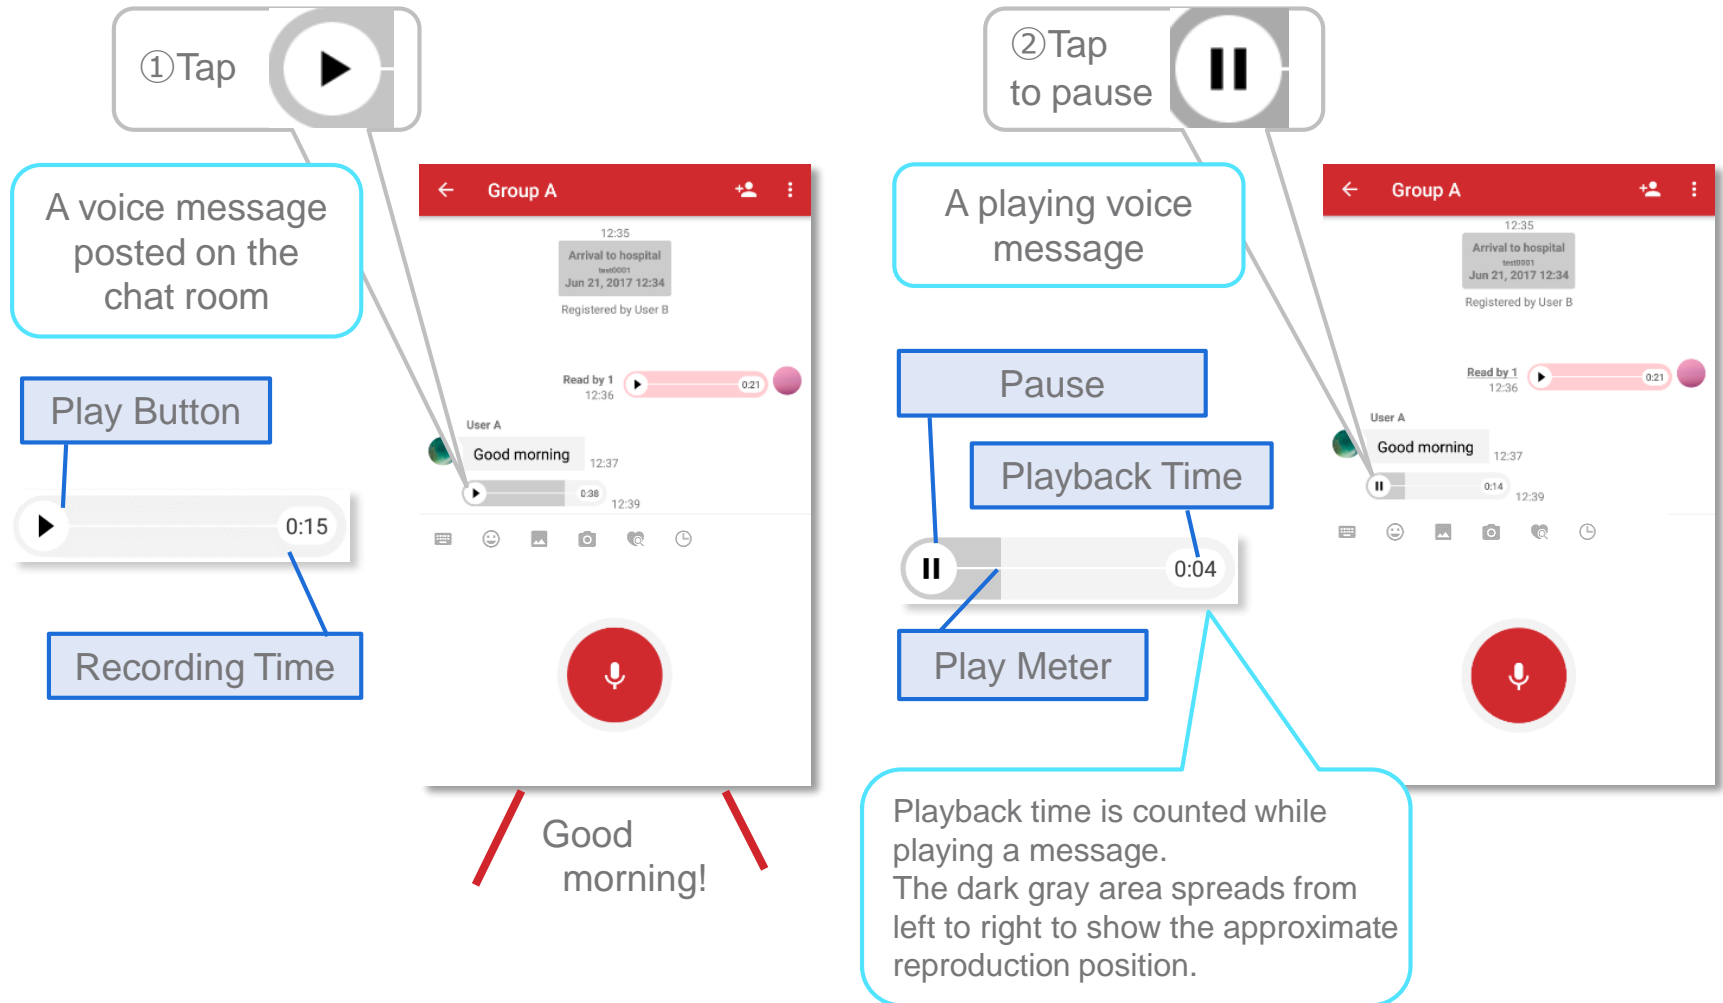 ①Tap
A voice message
posted on the
chat room
Play Button
0:15
Recording Time
Group A
12:35
Arrival to hospital
test0001
Jun 21, 2017 12:34
Registered by User B
Read by 1
12:36
0:21
User A
Good morning
12:37
0:38
12:39
Good
morning!
②Tap
to pause
A playing voice
message
Pause
Playback Time
0:04
Play Meter
Playback time is counted while
playing a message.
The dark gray area spreads from
left to right to show the approximate
reproduction position.
Group A
12:35
Arrival to hospital
test0001
Jun 21, 2017 12:34
Registered by User B
Read by 1
12:36
0:21
User A
Good morning
12:37
0:14
12:39